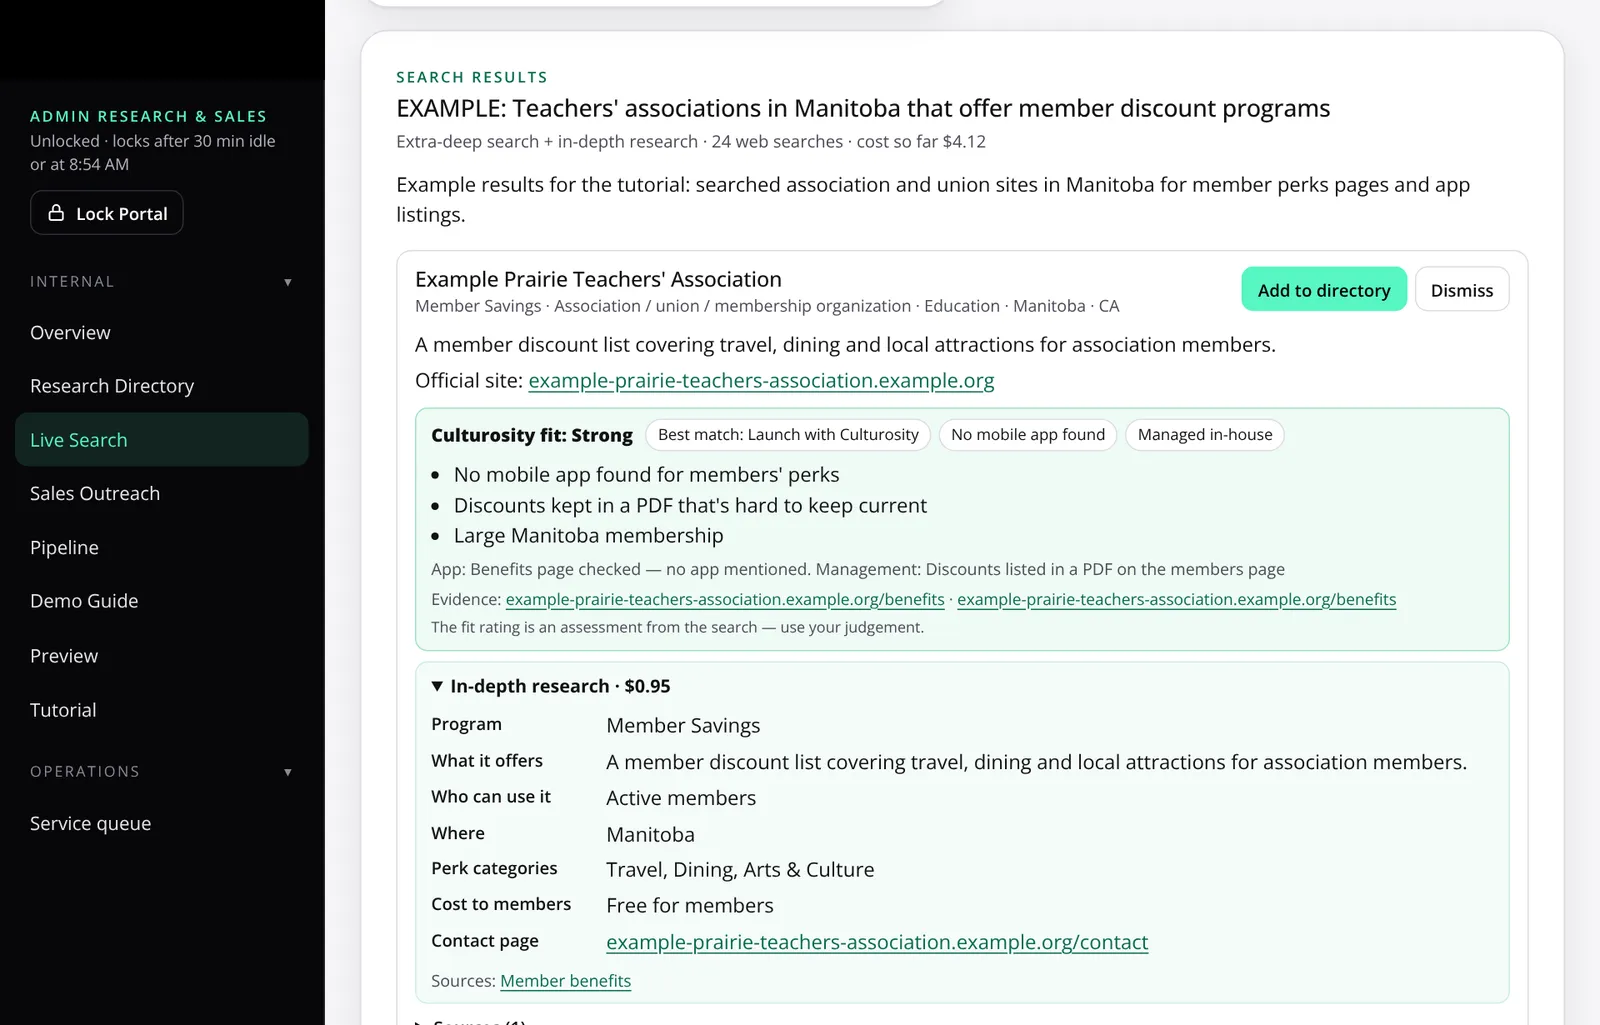 ADMIN RESEARCH & SALES
Unlocked · locks after 30 min idle
or at 8:54 AM
Lock Portal
INTERNAL ▼
Overview
Research Directory
Live Search
Sales Outreach
Pipeline
Demo Guide
Preview
Tutorial
OPERATIONS ▼
Service queue
SEARCH RESULTS
EXAMPLE: Teachers' associations in Manitoba that offer member discount programs
Extra-deep search + in-depth research · 24 web searches · cost so far $4.12
Example results for the tutorial: searched association and union sites in Manitoba for member perks pages and app
listings.
Example Prairie Teachers' Association
Member Savings · Association / union / membership organization · Education · Manitoba · CA
Add to directory
Dismiss
A member discount list covering travel, dining and local attractions for association members.
Official site: example-prairie-teachers-association.example.org
Culturosity fit: Strong Best match: Launch with Culturosity No mobile app found Managed in-house
• No mobile app found for members' perks
• Discounts kept in a PDF that's hard to keep current
• Large Manitoba membership
App: Benefits page checked — no app mentioned. Management: Discounts listed in a PDF on the members page
Evidence: example-prairie-teachers-association.example.org/benefits · example-prairie-teachers-association.example.org/benefits
The fit rating is an assessment from the search — use your judgement.
▼ In-depth research · $0.95
Program Member Savings
What it offers A member discount list covering travel, dining and local attractions for association members.
Who can use it Active members
Where Manitoba
Perk categories Travel, Dining, Arts & Culture
Cost to members Free for members
Contact page example-prairie-teachers-association.example.org/contact
Sources: Member benefits
Sources (1)